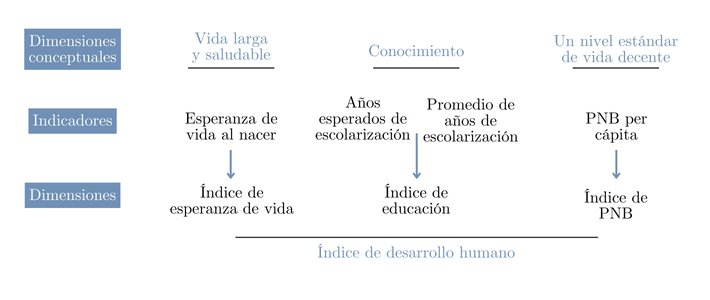 Dimensiones
conceptuales
Vida larga
y saludable
Conocimiento
Un nivel estándar
de vida decente
Indicadores
Esperanza de
vida al nacer
Años
esperados de
escolarización
Promedio de
años de
escolarización
PNB per
cápita
Dimensiones
Índice de
esperanza de vida
Índice de
educación
Índice de
PNB
Índice de desarrollo humano